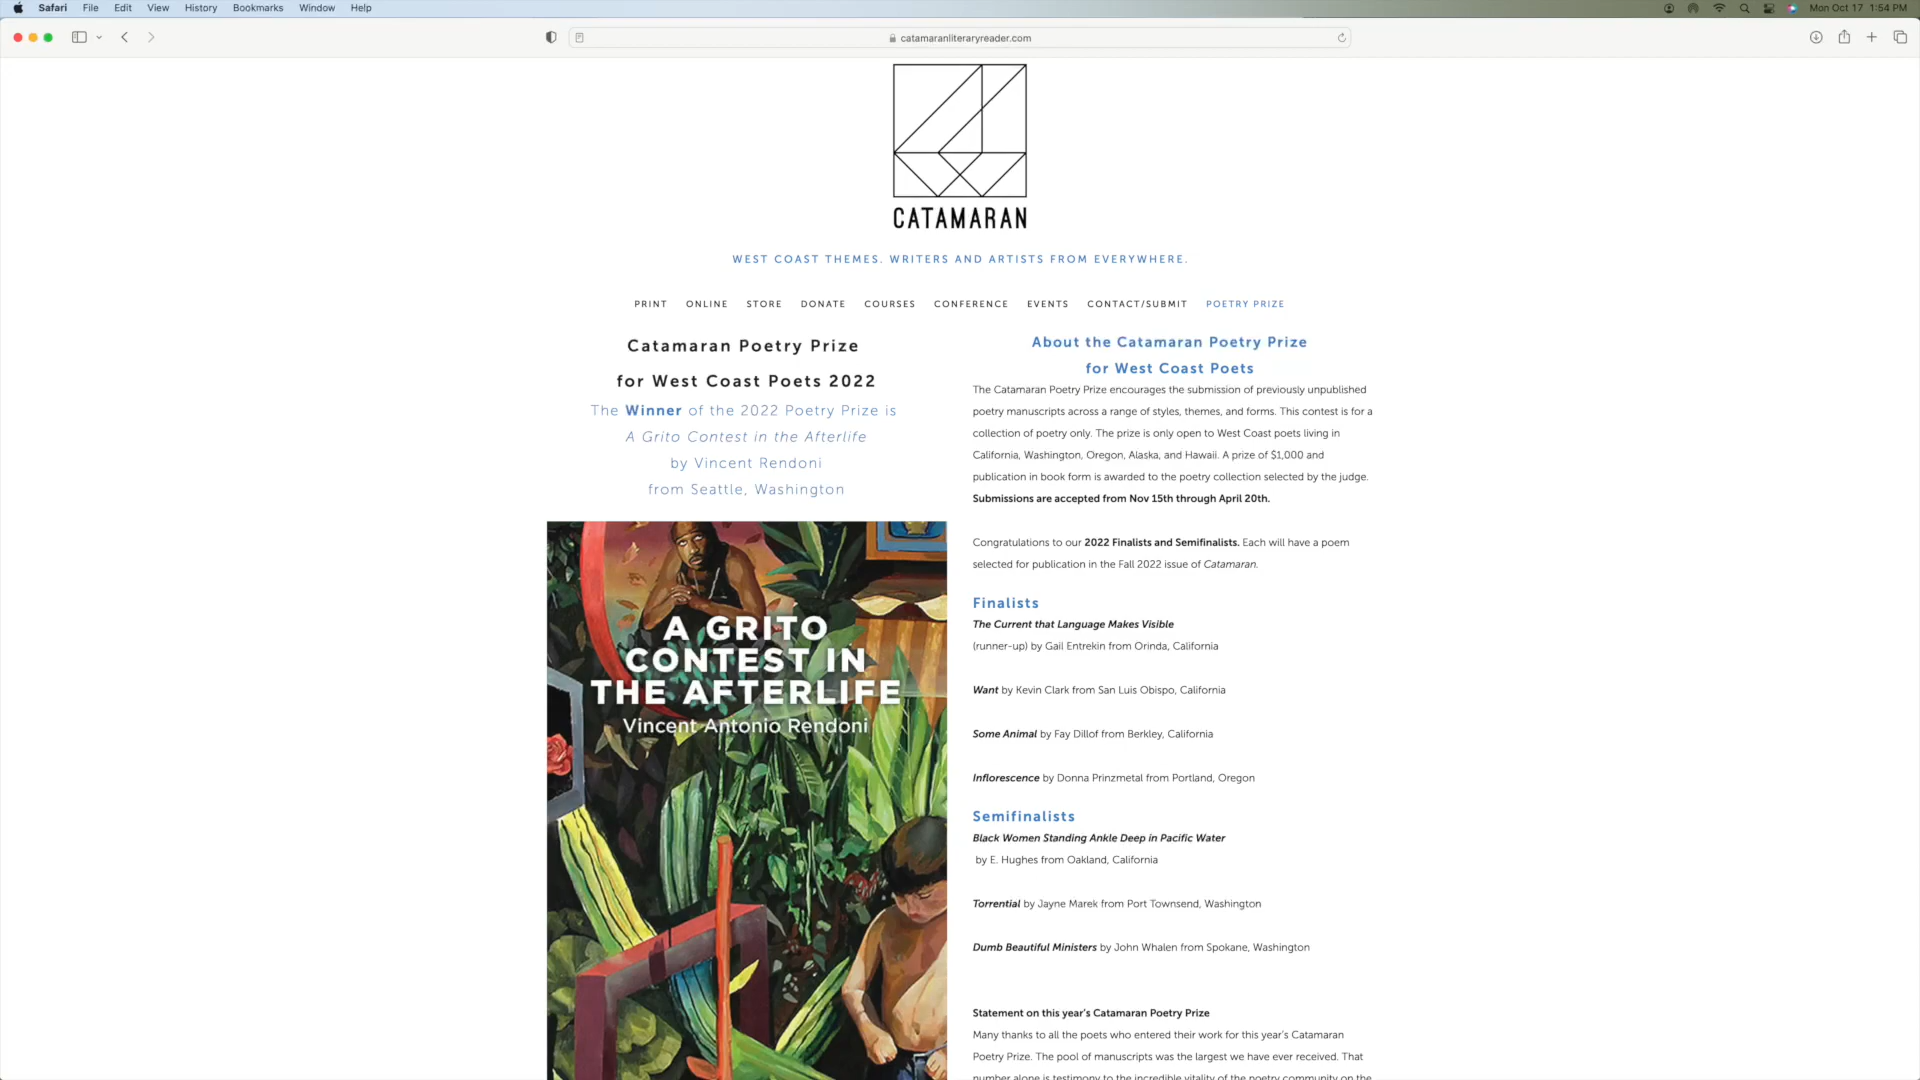 Safari File Edit View History Bookmarks Window Help Mon Oct 17 1:54 PM
catamaranliteraryreader.com
CATAMARAN
WEST COAST THEMES. WRITERS AND ARTISTS FROM EVERYWHERE.
PRINT ONLINE STORE DONATE COURSES CONFERENCE EVENTS CONTACT/SUBMIT POETRY PRIZE
Catamaran Poetry Prize
for West Coast Poets 2022
The Winner of the 2022 Poetry Prize is
A Grito Contest in the Afterlife
by Vincent Rendoni
from Seattle, Washington
A GRITO
CONTEST IN
THE AFTERLIFE
Vincent Antonio Rendoni
About the Catamaran Poetry Prize
for West Coast Poets
The Catamaran Poetry Prize encourages the submission of previously unpublished
poetry manuscripts across a range of styles, themes, and forms. This contest is for a
collection of poetry only. The prize is only open to West Coast poets living in
California, Washington, Oregon, Alaska, and Hawaii. A prize of $1,000 and
publication in book form is awarded to the poetry collection selected by the judge.
Submissions are accepted from Nov 15th through April 20th.
Congratulations to our 2022 Finalists and Semifinalists. Each will have a poem
selected for publication in the Fall 2022 issue of Catamaran.
Finalists
The Current that Language Makes Visible
(runner-up) by Gail Entrekin from Orinda, California
Want by Kevin Clark from San Luis Obispo, California
Some Animal by Fay Dillof from Berkley, California
Inflorescence by Donna Prinzmetal from Portland, Oregon
Semifinalists
Black Women Standing Ankle Deep in Pacific Water
by E. Hughes from Oakland, California
Torrential by Jayne Marek from Port Townsend, Washington
Dumb Beautiful Ministers by John Whalen from Spokane, Washington
Statement on this year's Catamaran Poetry Prize
Many thanks to all the poets who entered their work for this year's Catamaran
Poetry Prize. The pool of manuscripts was the largest we have ever received. That
number alone is testimony to the incredible vitality of the poetry community on the